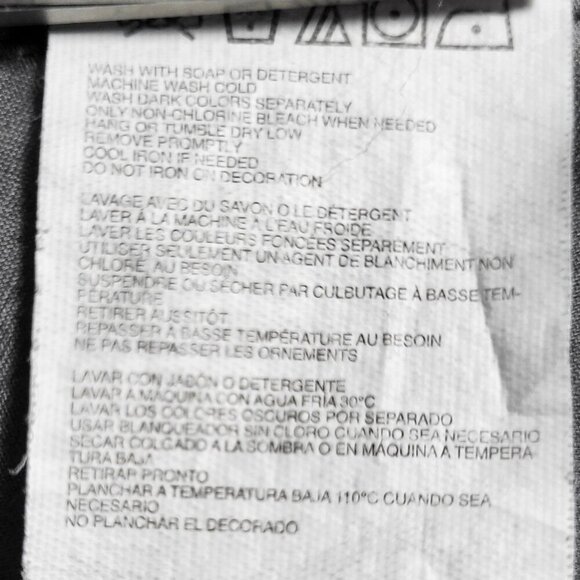 WASH WITH SOAP OR DETERGENT
MACHINE WASH COLD
WASH DARK COLORS SEPARATELY
ONLY NON-CHLORINE BLEACH WHEN NEEDED
HANG OR TUMBLE DRY LOW
REMOVE PROMPTLY
COOL IRON IF NEEDED
DO NOT IRON ON DECORATION
LAVAGE AVEC DU SAVON O LE DÉTERGENT
LAVER À LA MACHINE À L'EAU FROIDE
LAVER LES COULEURS FONCÉES SÉPARÉMENT
UTILISER SEULEMENT UN AGENT DE BLANCHIMENT NON
CHLORÉ, AU BESOIN
SUSPENDRE OU SÉCHER PAR CULBUTAGE À BASSE TEM-
PÉRATURE
RETIRER AUSSITÔT
REPASSER À BASSE TEMPÉRATURE AU BESOIN
NE PAS REPASSER LES ORNEMENTS
LAVAR CON JABÓN O DETERGENTE
LAVAR A MAQUINA CON AGUA FRIA 30°C
LAVAR LOS COLORES OSCUROS POR SEPARADO
USAR BLANQUEADOR SIN CLORO CUANDO SEA NECESARIO
SECAR COLGADO A LA SOMBRA O EN MÁQUINA A TEMPERA-
TURA BAJA
RETIRAR PRONTO
PLANCHAR A TEMPERATURA BAJA 110°C CUANDO SEA
NECESARIO
NO PLANCHAR EL DECORADO